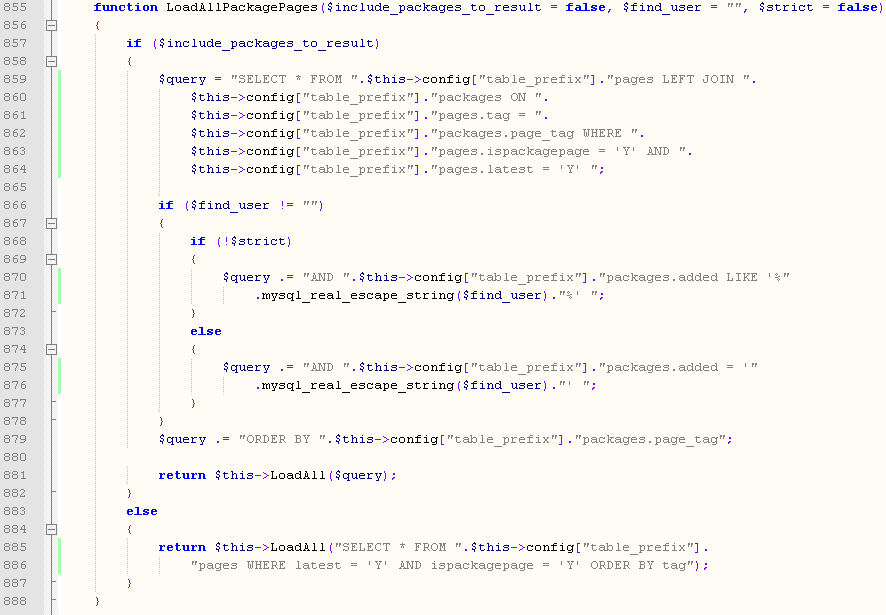 855 function LoadAllPackagePages($include_packages_to_result = false, $find_user = "", $strict = false)
856 {
857 if ($include_packages_to_result)
858 {
859 $query = "SELECT * FROM ".$this->config["table_prefix"]."pages LEFT JOIN ".
860 $this->config["table_prefix"]."packages ON ".
861 $this->config["table_prefix"]."pages.tag = ".
862 $this->config["table_prefix"]."packages.page_tag WHERE ".
863 $this->config["table_prefix"]."pages.ispackagepage = 'Y' AND ".
864 $this->config["table_prefix"]."pages.latest = 'Y' ";
865
866 if ($find_user != "")
867 {
868 if (!$strict)
869 {
870 $query .= "AND ".$this->config["table_prefix"]."packages.added LIKE '%"
871 .mysql_real_escape_string($find_user)."%' ";
872 }
873 else
874 {
875 $query .= "AND ".$this->config["table_prefix"]."packages.added = '"
876 .mysql_real_escape_string($find_user)."' ";
877 }
878 }
879 $query .= "ORDER BY ".$this->config["table_prefix"]."packages.page_tag";
880
881 return $this->LoadAll($query);
882 }
883 else
884 {
885 return $this->LoadAll("SELECT * FROM ".$this->config["table_prefix"].
886 "pages WHERE latest = 'Y' AND ispackagepage = 'Y' ORDER BY tag");
887 }
888 }